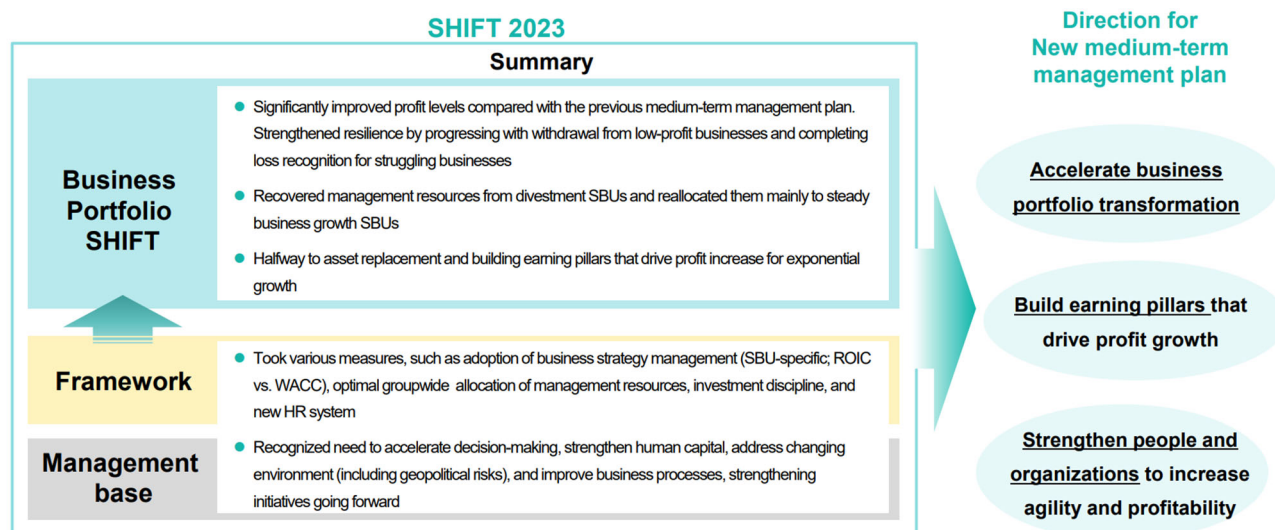 SHIFT 2023
Summary
Business
Portfolio
SHIFT
Significantly improved profit levels compared with the previous medium-term management plan.
Strengthened resilience by progressing with withdrawal from low-profit businesses and completing
loss recognition for struggling businesses
Recovered management resources from divestment SBUs and reallocated them mainly to steady
business growth SBUs
Halfway to asset replacement and building earning pillars that drive profit increase for exponential
growth
Framework
Took various measures, such as adoption of business strategy management (SBU-specific; ROIC
vs. WACC), optimal groupwide allocation of management resources, investment discipline, and
new HR system
Management
base
Recognized need to accelerate decision-making, strengthen human capital, address changing
environment (including geopolitical risks), and improve business processes, strengthening
initiatives going forward
Direction for
New medium-term
management plan
Accelerate business
portfolio transformation
Build earning pillars that
drive profit growth
Strengthen people and
organizations to increase
agility and profitability